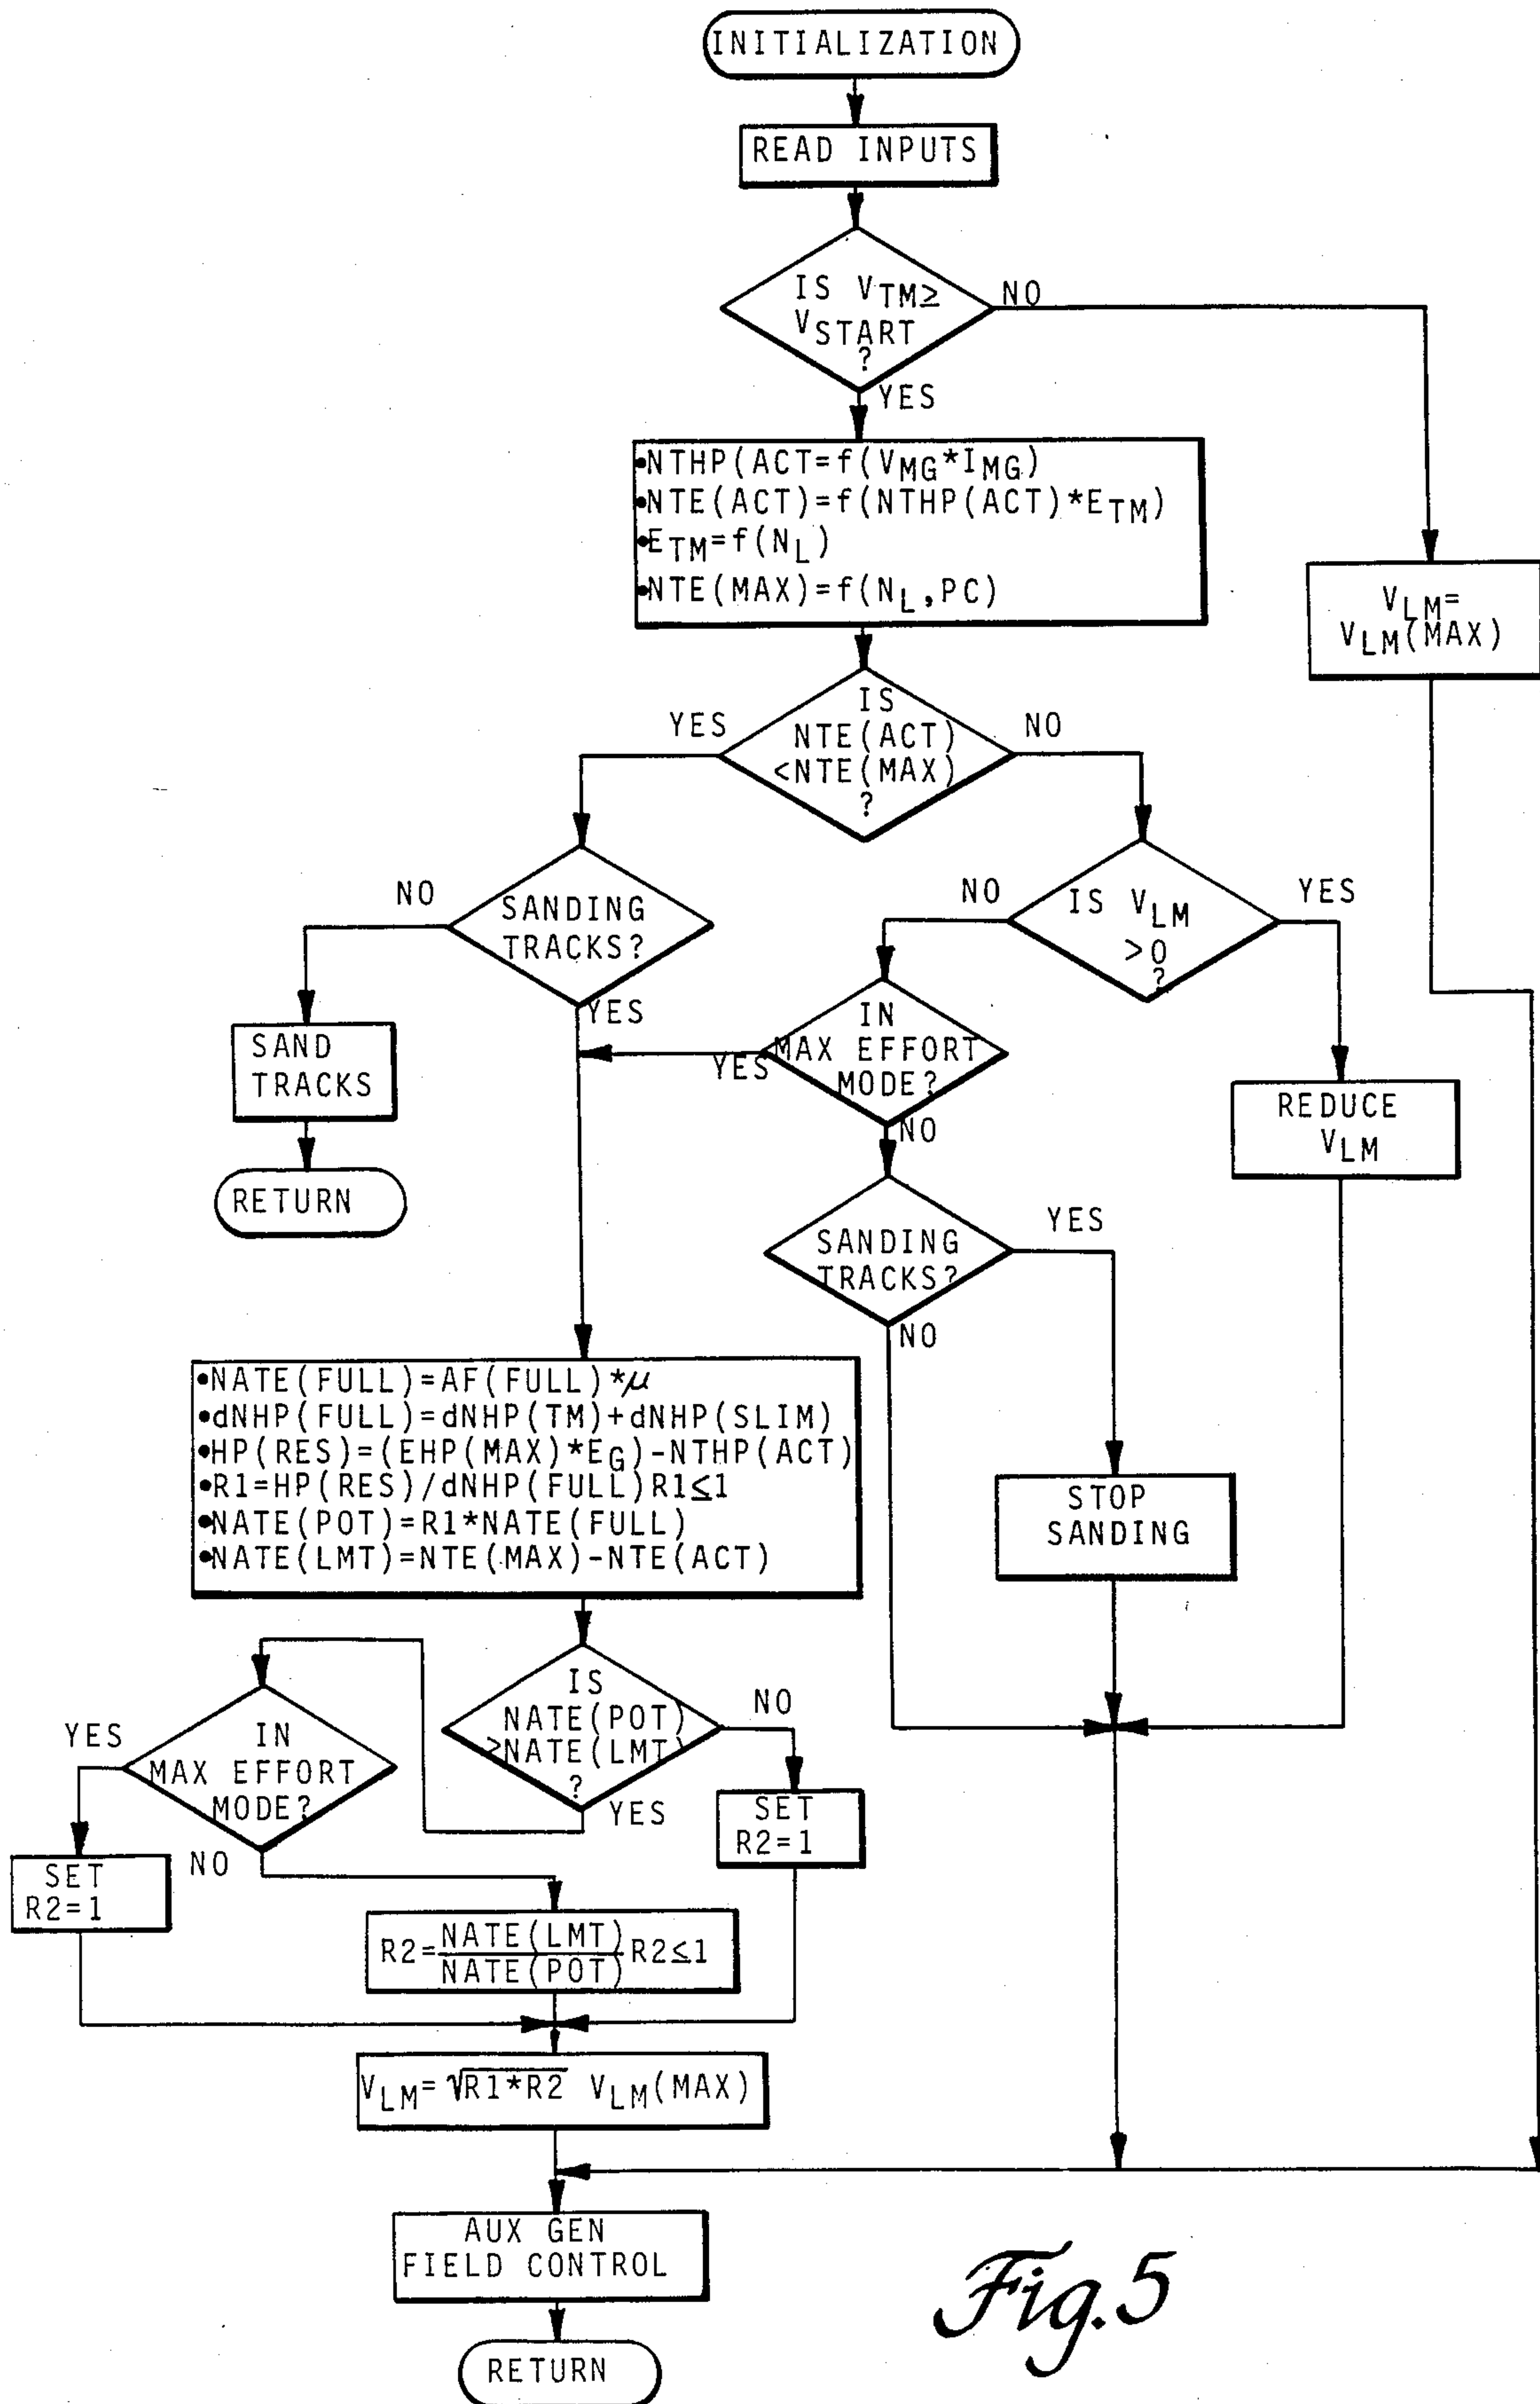 INITIALIZATION
READ INPUTS
IS VTM≥
VSTART
?
NO
YES
•NTHP(ACT=f(VMG*IMG)
•NTE(ACT)=f(NTHP(ACT)*ETM)
•ETM=f(NL)
•NTE(MAX)=f(NL,PC)
VLM=
VLM(MAX)
IS
NTE(ACT)
<NTE(MAX)
?
YES
NO
SANDING
TRACKS?
NO
YES
IS VLM
>0
?
NO
YES
SAND
TRACKS
RETURN
IN
MAX EFFORT
MODE?
YES
NO
REDUCE
VLM
SANDING
TRACKS?
YES
NO
•NATE(FULL)=AF(FULL)*μ
•dNHP(FULL)=dNHP(TM)+dNHP(SLIM)
•HP(RES)=(EHP(MAX)*EG)-NTHP(ACT)
•R1=HP(RES)/dNHP(FULL)R1≤1
•NATE(POT)=R1*NATE(FULL)
•NATE(LMT)=NTE(MAX)-NTE(ACT)
STOP
SANDING
IS
NATE(POT)
>NATE(LMT)
?
NO
YES
IN
MAX EFFORT
MODE?
YES
NO
SET
R2=1
SET
R2=1
R2=NATE(LMT)/NATE(POT) R2≤1
VLM=√R1*R2 VLM(MAX)
AUX GEN
FIELD CONTROL
RETURN
Fig.5